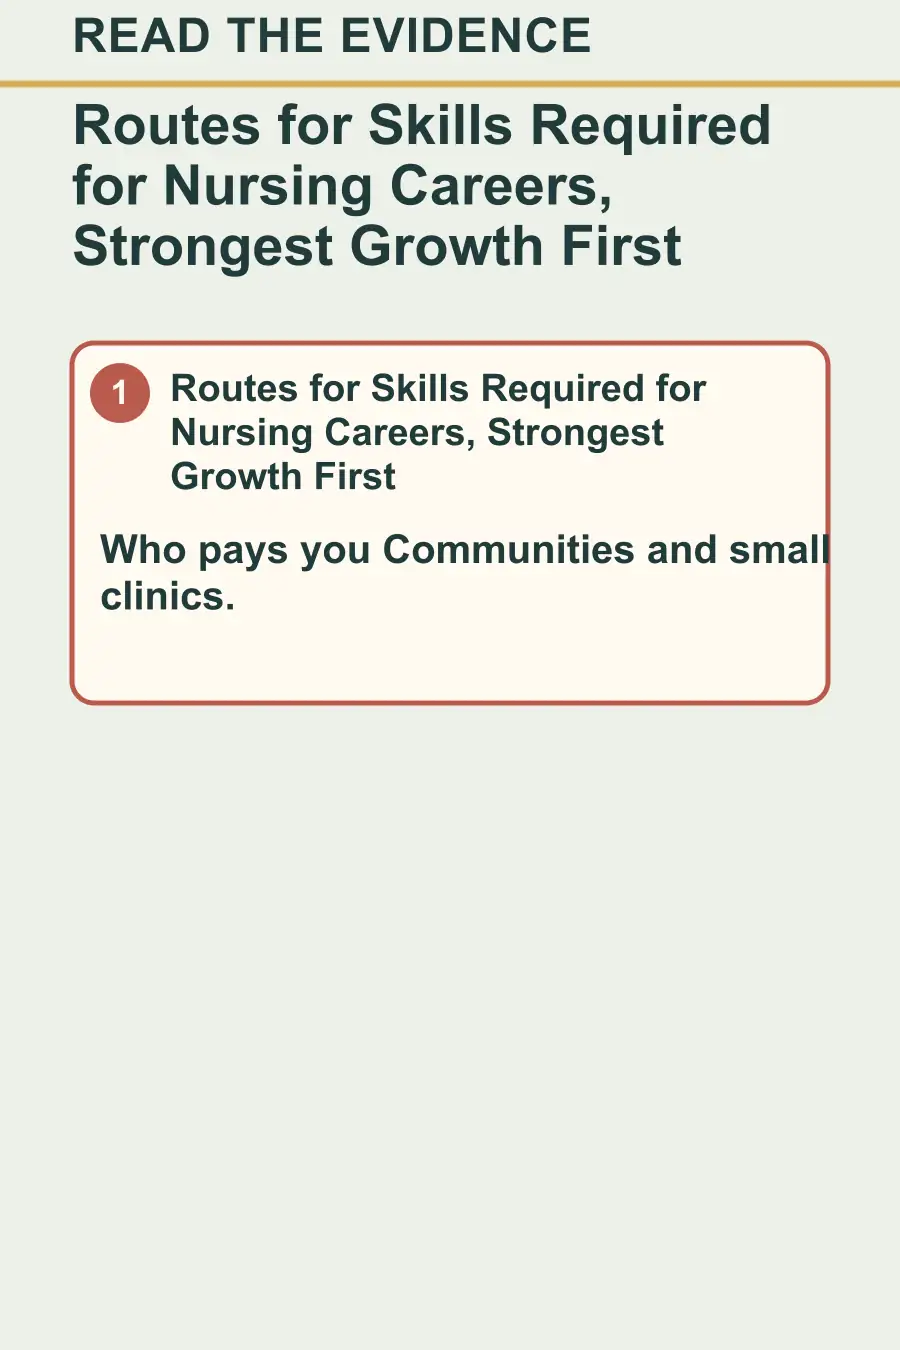 READ THE EVIDENCE
Routes for Skills Required
for Nursing Careers,
Strongest Growth First
1
Routes for Skills Required for
Nursing Careers, Strongest
Growth First
Who pays you Communities and small
clinics.